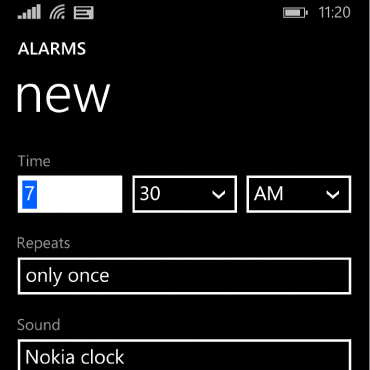 11:20
ALARMS
new
Time
7 30 AM
Repeats
only once
Sound
Nokia clock